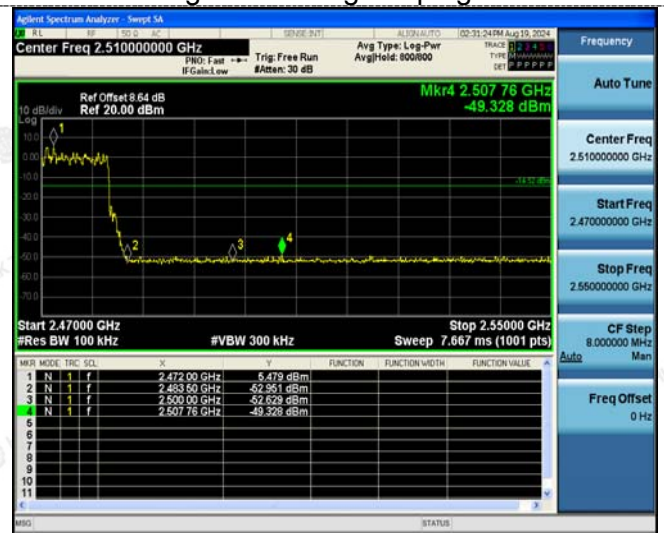 Agilent Spectrum Analyzer - Swept SA
RL RF 50 Ω AC SENSE:INT ALIGNAUTO 02:31:24 PM Aug 19, 2024
Center Freq 2.510000000 GHz
PNO: Fast
IFGain:Low
Trig: Free Run
#Atten: 30 dB
Avg Type: Log-Pwr
Avg|Hold: 800/800
TRACE 1 2 3 4 5 6
TYPE
DET P P P P P P
Mkr4 2.507 76 GHz
-49.328 dBm
Ref Offset 8.64 dB
10 dB/div Ref 20.00 dBm
Log
10.0
0.00
-10.0
-20.0
-30.0
-40.0
-50.0
-60.0
-70.0
1
2
3
4
-14.52 dBm
Start 2.47000 GHz Stop 2.55000 GHz
#Res BW 100 kHz #VBW 300 kHz Sweep 7.667 ms (1001 pts)
MKR MODE TRC SCL X Y FUNCTION FUNCTION WIDTH FUNCTION VALUE
1 N 1 f 2.472 00 GHz 5.479 dBm
2 N 1 f 2.483 50 GHz -52.951 dBm
3 N 1 f 2.500 00 GHz -52.629 dBm
4 N 1 f 2.507 76 GHz -49.328 dBm
5
6
7
8
9
10
11
MSG STATUS
Frequency
Auto Tune
Center Freq
2.510000000 GHz
Start Freq
2.470000000 GHz
Stop Freq
2.550000000 GHz
CF Step
8.000000 MHz
Auto Man
Freq Offset
0 Hz